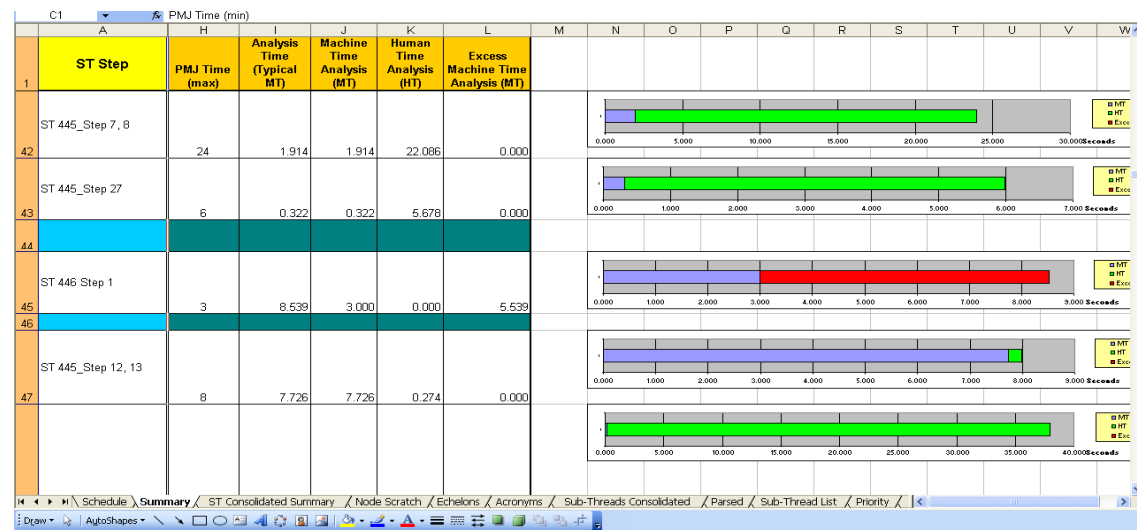 C1 fx PMJ Time (min)
A H I J K L M N O P Q R S T U V W
1 ST Step PMJ Time (max) Analysis Time (Typical MT) Machine Time Analysis (MT) Human Time Analysis (HT) Excess Machine Time Analysis (MT)
ST 445_Step 7, 8
42 24 1.914 1.914 22.086 0.000
MT
HT
Exce
0.000 5.000 10.000 15.000 20.000 25.000 30.000 Seconds
ST 445_Step 27
43 6 0.322 0.322 5.678 0.000
MT
HT
Exce
0.000 1.000 2.000 3.000 4.000 5.000 6.000 7.000 Seconds
44
ST 446 Step 1
45 3 8.539 3.000 0.000 5.539
MT
HT
Exce
0.000 1.000 2.000 3.000 4.000 5.000 6.000 7.000 8.000 9.000 Seconds
46
ST 445_Step 12, 13
47 8 7.726 7.726 0.274 0.000
MT
HT
Exce
0.000 1.000 2.000 3.000 4.000 5.000 6.000 7.000 8.000 9.000 Seconds
MT
HT
Exce
0.000 5.000 10.000 15.000 20.000 25.000 30.000 35.000 40.000 Seconds
Schedule Summary ST Consolidated Summary Node Scratch Echelons Acronyms Sub-Threads Consolidated Parsed Sub-Thread List Priority
Draw AutoShapes